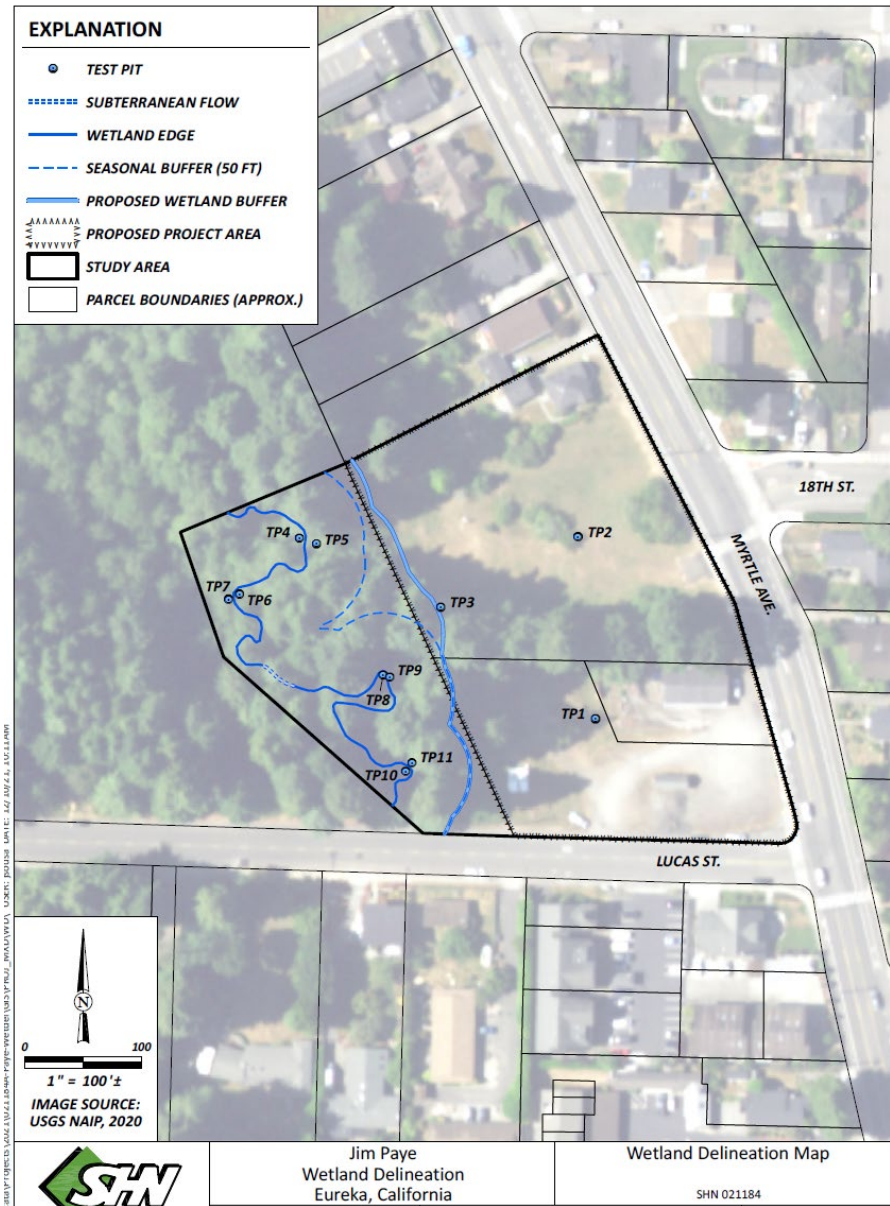 EXPLANATION
TEST PIT
SUBTERRANEAN FLOW
WETLAND EDGE
SEASONAL BUFFER (50 FT)
PROPOSED WETLAND BUFFER
PROPOSED PROJECT AREA
STUDY AREA
PARCEL BOUNDARIES (APPROX.)
18TH ST.
MYRTLE AVE.
TP2
TP4
TP5
TP7
TP6
TP3
TP9
TP8
TP1
TP11
TP10
LUCAS ST.
N
0 100
1" = 100'±
IMAGE SOURCE:
USGS NAIP, 2020
SHN
Jim Paye
Wetland Delineation
Eureka, California
Wetland Delineation Map
SHN 021184